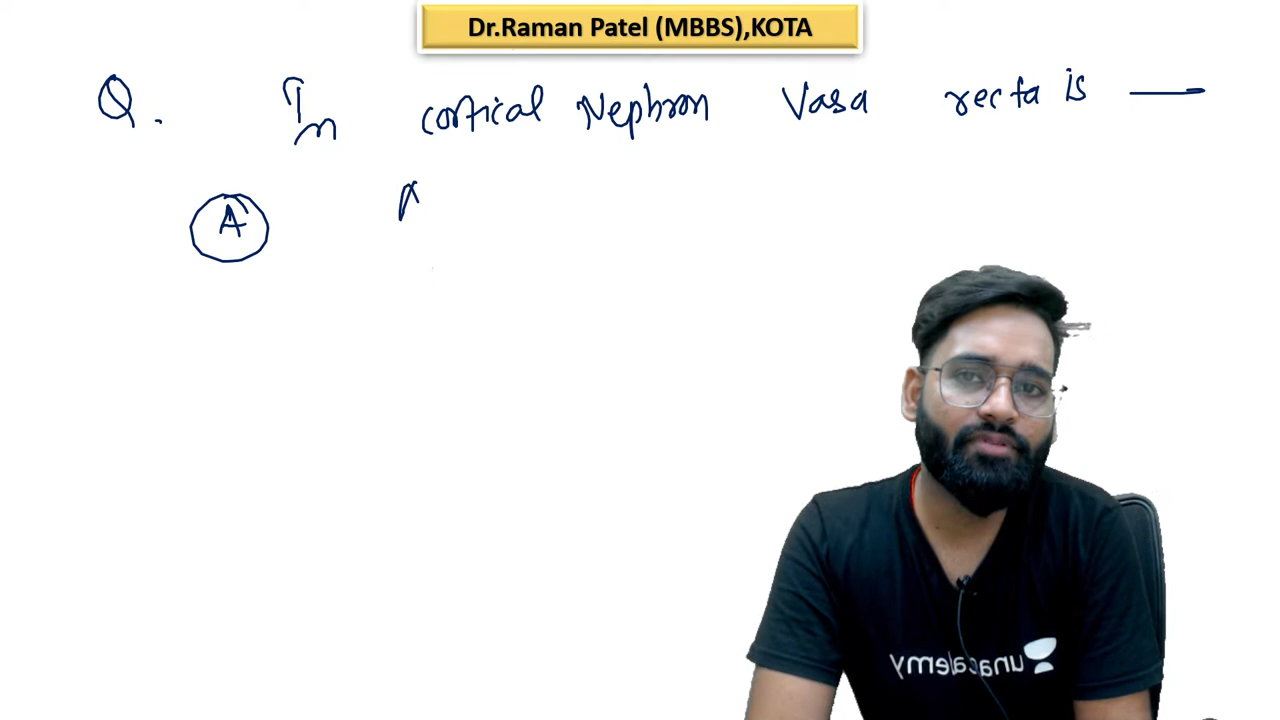 Dr.Raman Patel (MBBS),KOTA
Q. In cortical Nephron Vasa recta is —
A
unacademy